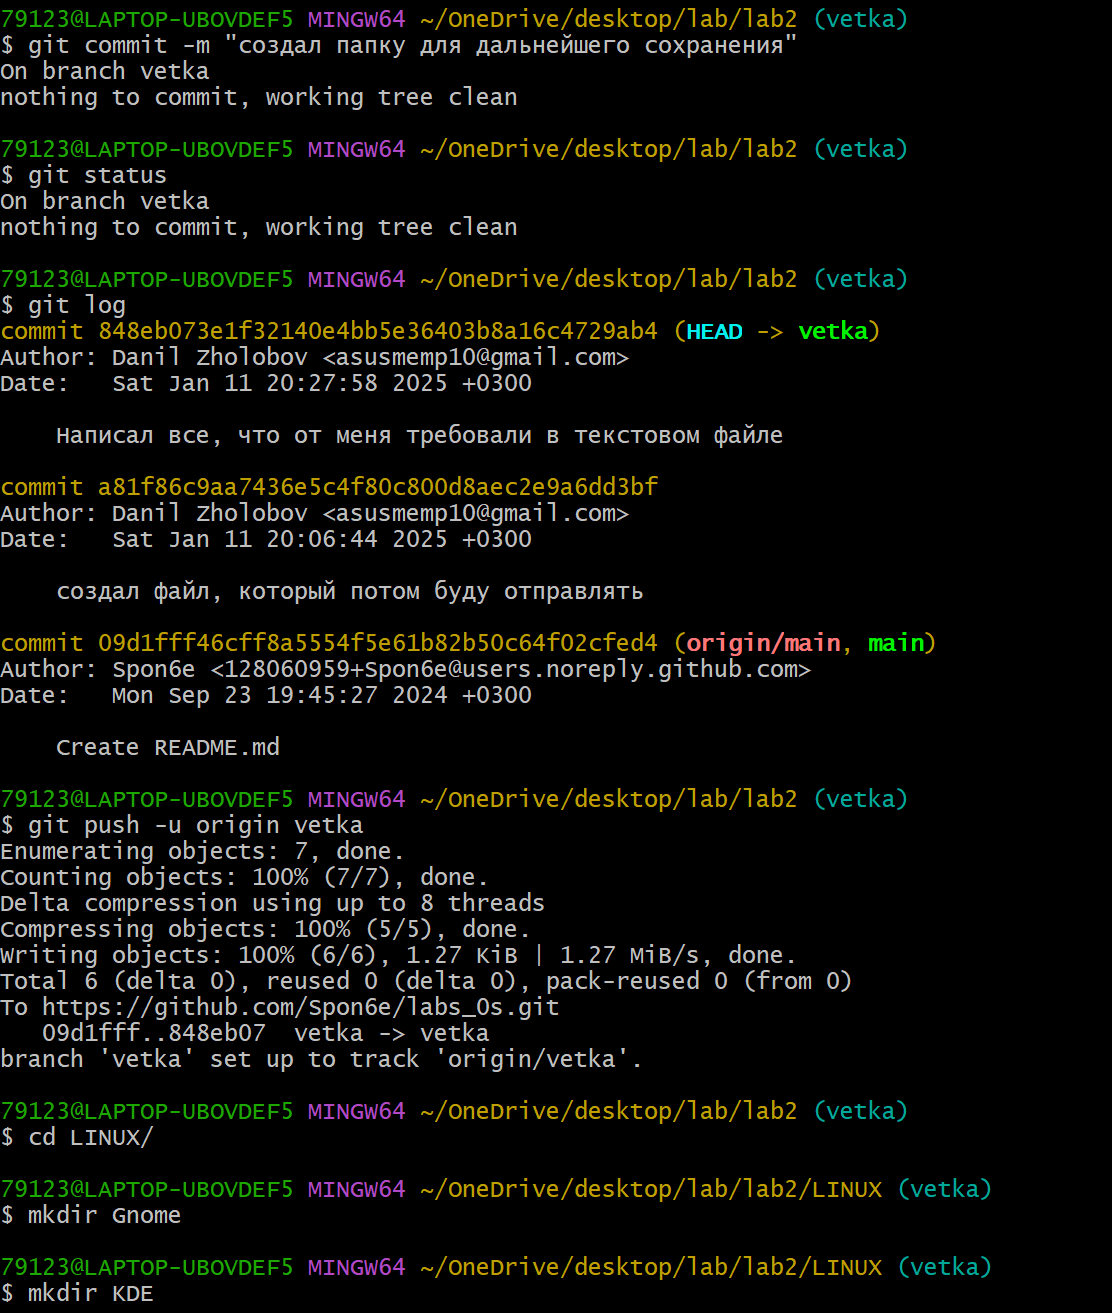 79123@LAPTOP-UBOVDEF5 MINGW64 ~/OneDrive/desktop/lab/lab2 (vetka)
$ git commit -m "создал папку для дальнейшего сохранения"
On branch vetka
nothing to commit, working tree clean

79123@LAPTOP-UBOVDEF5 MINGW64 ~/OneDrive/desktop/lab/lab2 (vetka)
$ git status
On branch vetka
nothing to commit, working tree clean

79123@LAPTOP-UBOVDEF5 MINGW64 ~/OneDrive/desktop/lab/lab2 (vetka)
$ git log
commit 848eb073e1f32140e4bb5e36403b8a16c4729ab4 (HEAD -> vetka)
Author: Danil Zholobov <asusmemp10@gmail.com>
Date:   Sat Jan 11 20:27:58 2025 +0300

    Написал все, что от меня требовали в текстовом файле

commit a81f86c9aa7436e5c4f80c800d8aec2e9a6dd3bf
Author: Danil Zholobov <asusmemp10@gmail.com>
Date:   Sat Jan 11 20:06:44 2025 +0300

    создал файл, который потом буду отправлять

commit 09d1fff46cff8a5554f5e61b82b50c64f02cfed4 (origin/main, main)
Author: Spon6e <128060959+Spon6e@users.noreply.github.com>
Date:   Mon Sep 23 19:45:27 2024 +0300

    Create README.md

79123@LAPTOP-UBOVDEF5 MINGW64 ~/OneDrive/desktop/lab/lab2 (vetka)
$ git push -u origin vetka
Enumerating objects: 7, done.
Counting objects: 100% (7/7), done.
Delta compression using up to 8 threads
Compressing objects: 100% (5/5), done.
Writing objects: 100% (6/6), 1.27 KiB | 1.27 MiB/s, done.
Total 6 (delta 0), reused 0 (delta 0), pack-reused 0 (from 0)
To https://github.com/Spon6e/labs_Os.git
   09d1fff..848eb07  vetka -> vetka
branch 'vetka' set up to track 'origin/vetka'.

79123@LAPTOP-UBOVDEF5 MINGW64 ~/OneDrive/desktop/lab/lab2 (vetka)
$ cd LINUX/

79123@LAPTOP-UBOVDEF5 MINGW64 ~/OneDrive/desktop/lab/lab2/LINUX (vetka)
$ mkdir Gnome

79123@LAPTOP-UBOVDEF5 MINGW64 ~/OneDrive/desktop/lab/lab2/LINUX (vetka)
$ mkdir KDE